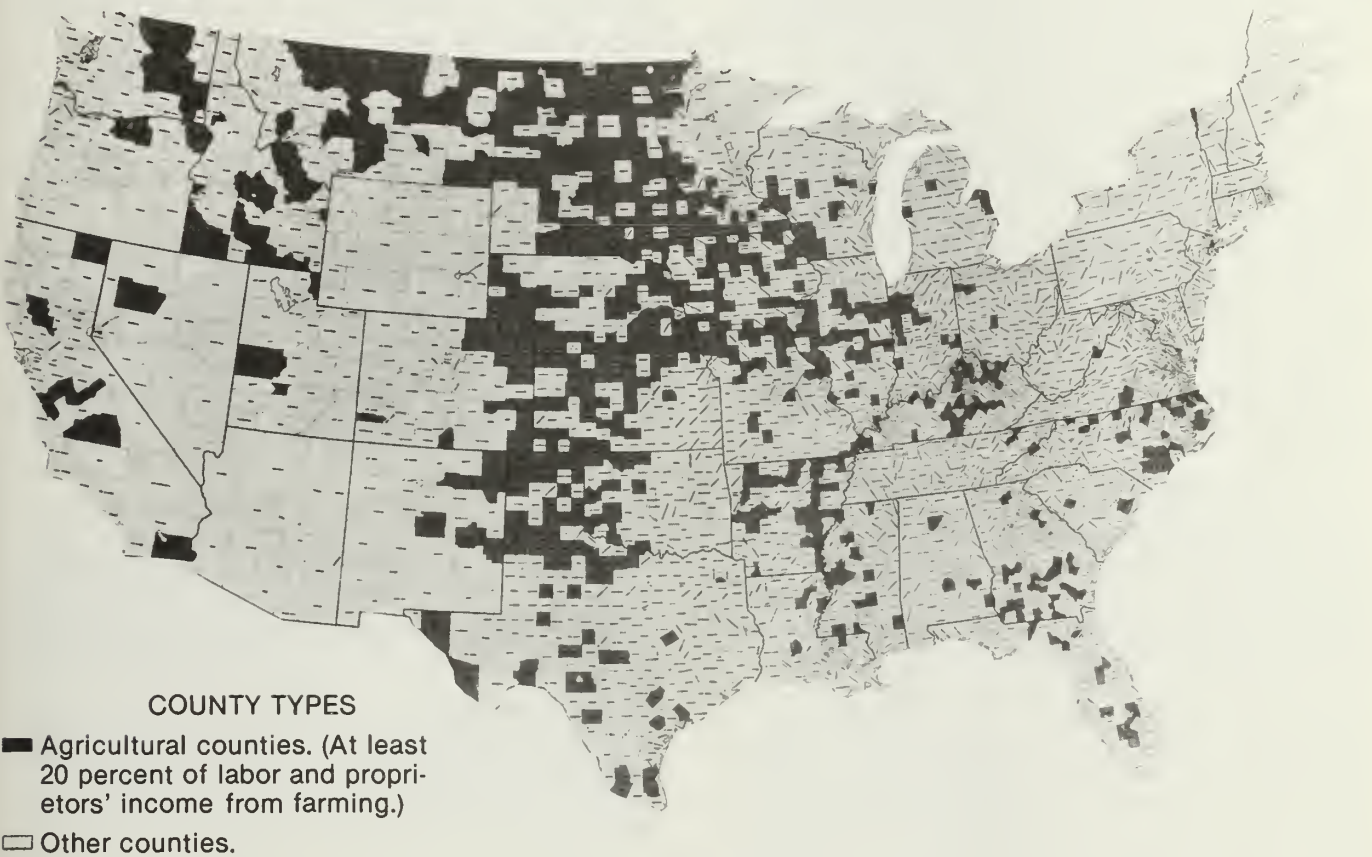 COUNTY TYPES
Agricultural counties. (At least
20 percent of labor and propri-
etors' income from farming.)
Other counties.